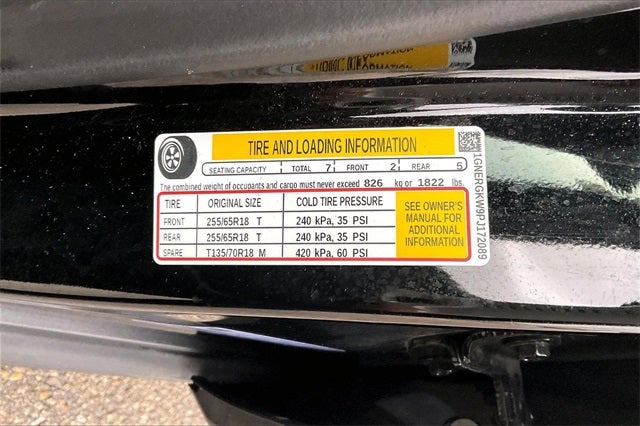 TIRE AND LOADING INFORMATION
SEATING CAPACITY TOTAL 7 FRONT 2 REAR 5
The combined weight of occupants and cargo must never exceed 826 kg or 1822 lbs.
TIRE ORIGINAL SIZE COLD TIRE PRESSURE
FRONT 255/65R18 T 240 kPa, 35 PSI
REAR 255/65R18 T 240 kPa, 35 PSI
SPARE T135/70R18 M 420 kPa, 60 PSI
SEE OWNER'S
MANUAL FOR
ADDITIONAL
INFORMATION
1GNERGKW9PJ172089